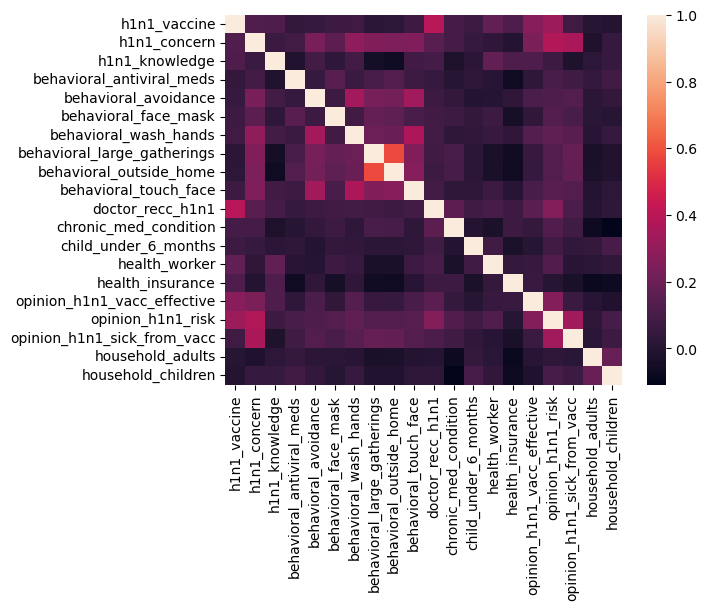 h1n1_vaccine
h1n1_concern
h1n1_knowledge
behavioral_antiviral_meds
behavioral_avoidance
behavioral_face_mask
behavioral_wash_hands
behavioral_large_gatherings
behavioral_outside_home
behavioral_touch_face
doctor_recc_h1n1
chronic_med_condition
child_under_6_months
health_worker
health_insurance
opinion_h1n1_vacc_effective
opinion_h1n1_risk
opinion_h1n1_sick_from_vacc
household_adults
household_children
h1n1_vaccine
h1n1_concern
h1n1_knowledge
behavioral_antiviral_meds
behavioral_avoidance
behavioral_face_mask
behavioral_wash_hands
behavioral_large_gatherings
behavioral_outside_home
behavioral_touch_face
doctor_recc_h1n1
chronic_med_condition
child_under_6_months
health_worker
health_insurance
opinion_h1n1_vacc_effective
opinion_h1n1_risk
opinion_h1n1_sick_from_vacc
household_adults
household_children
1.0
0.8
0.6
0.4
0.2
0.0